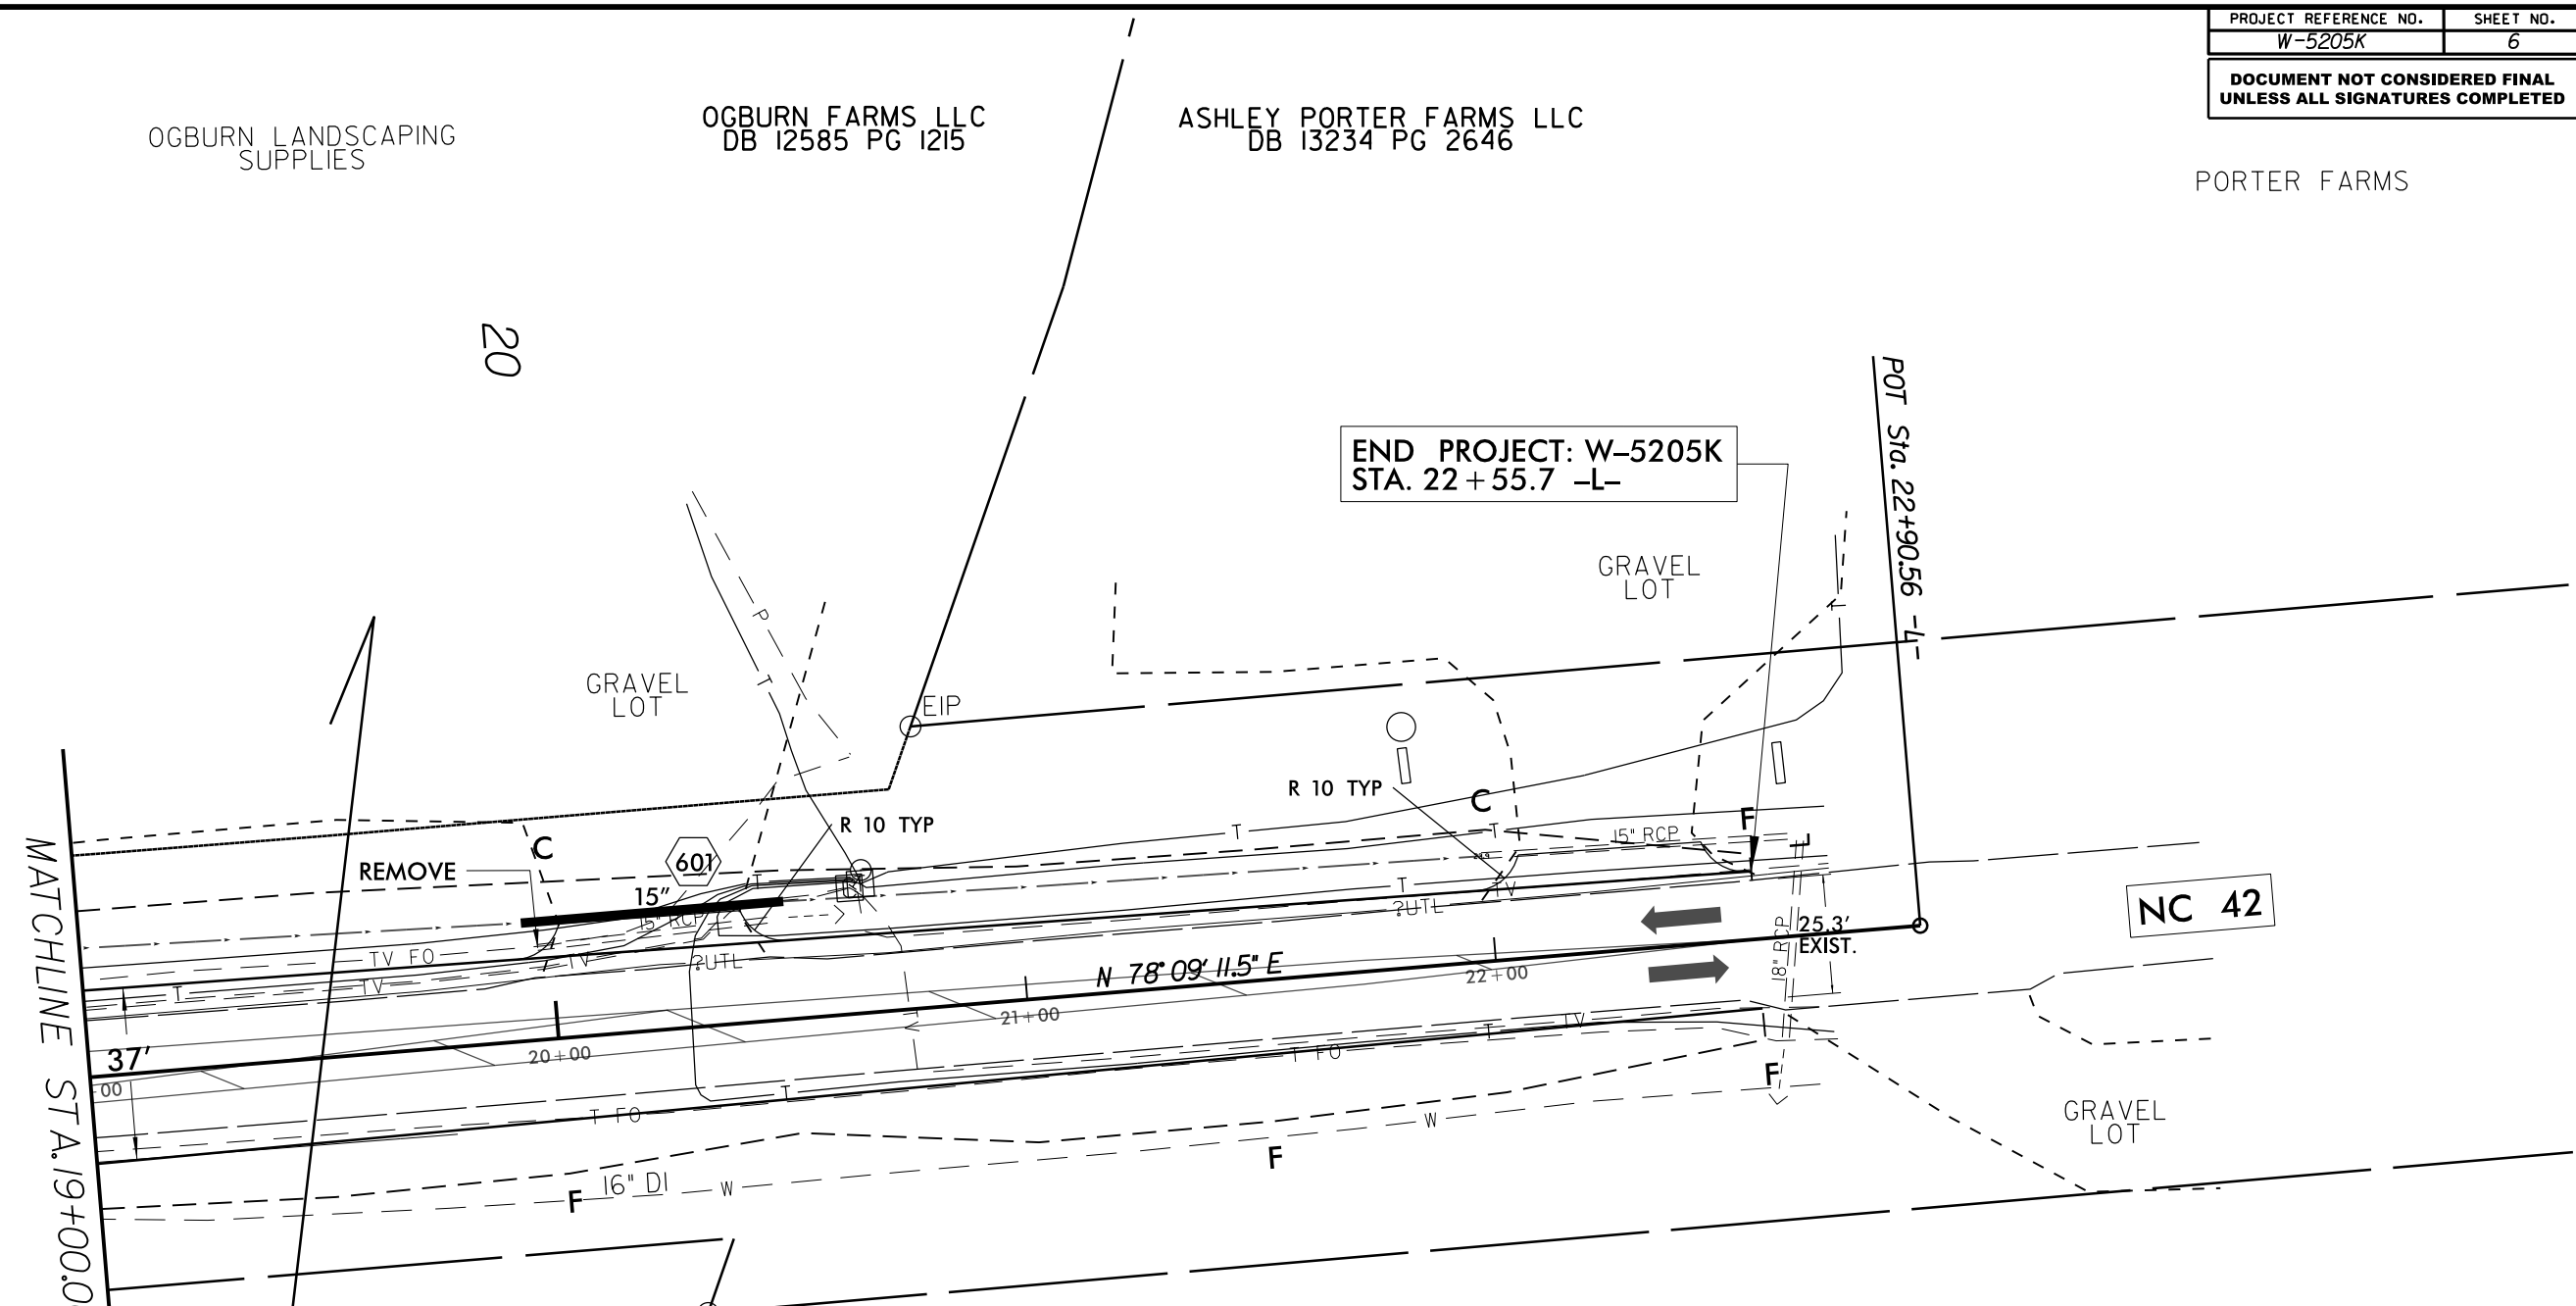 PROJECT REFERENCE NO.
SHEET NO.
W-5205K
6
DOCUMENT NOT CONSIDERED FINAL
UNLESS ALL SIGNATURES COMPLETED
OGBURN LANDSCAPING
SUPPLIES
OGBURN FARMS LLC
DB 12585 PG 1215
ASHLEY PORTER FARMS LLC
DB 13234 PG 2646
PORTER FARMS
20
POT Sta. 22+90.56 -L-
END PROJECT: W-5205K
STA. 22+55.7 -L-
GRAVEL
LOT
P
T
T
GRAVEL
LOT
EIP
R 10 TYP
C
F
T
T
15" RCP
R 10 TYP
C
601
REMOVE
15"
15" RCP
T
T
TV
?UTL
NC 42
25.3'
EXIST.
18" RCP
TV FO
TV
?UTL
TV
T
N 78° 09' 11.5" E
22+00
21+00
20+00
37'
00
T
TV
T FO
T
T FO
F
W
W
F
16" DI
F
GRAVEL
LOT
MATCHLINE STA. 19+00.0